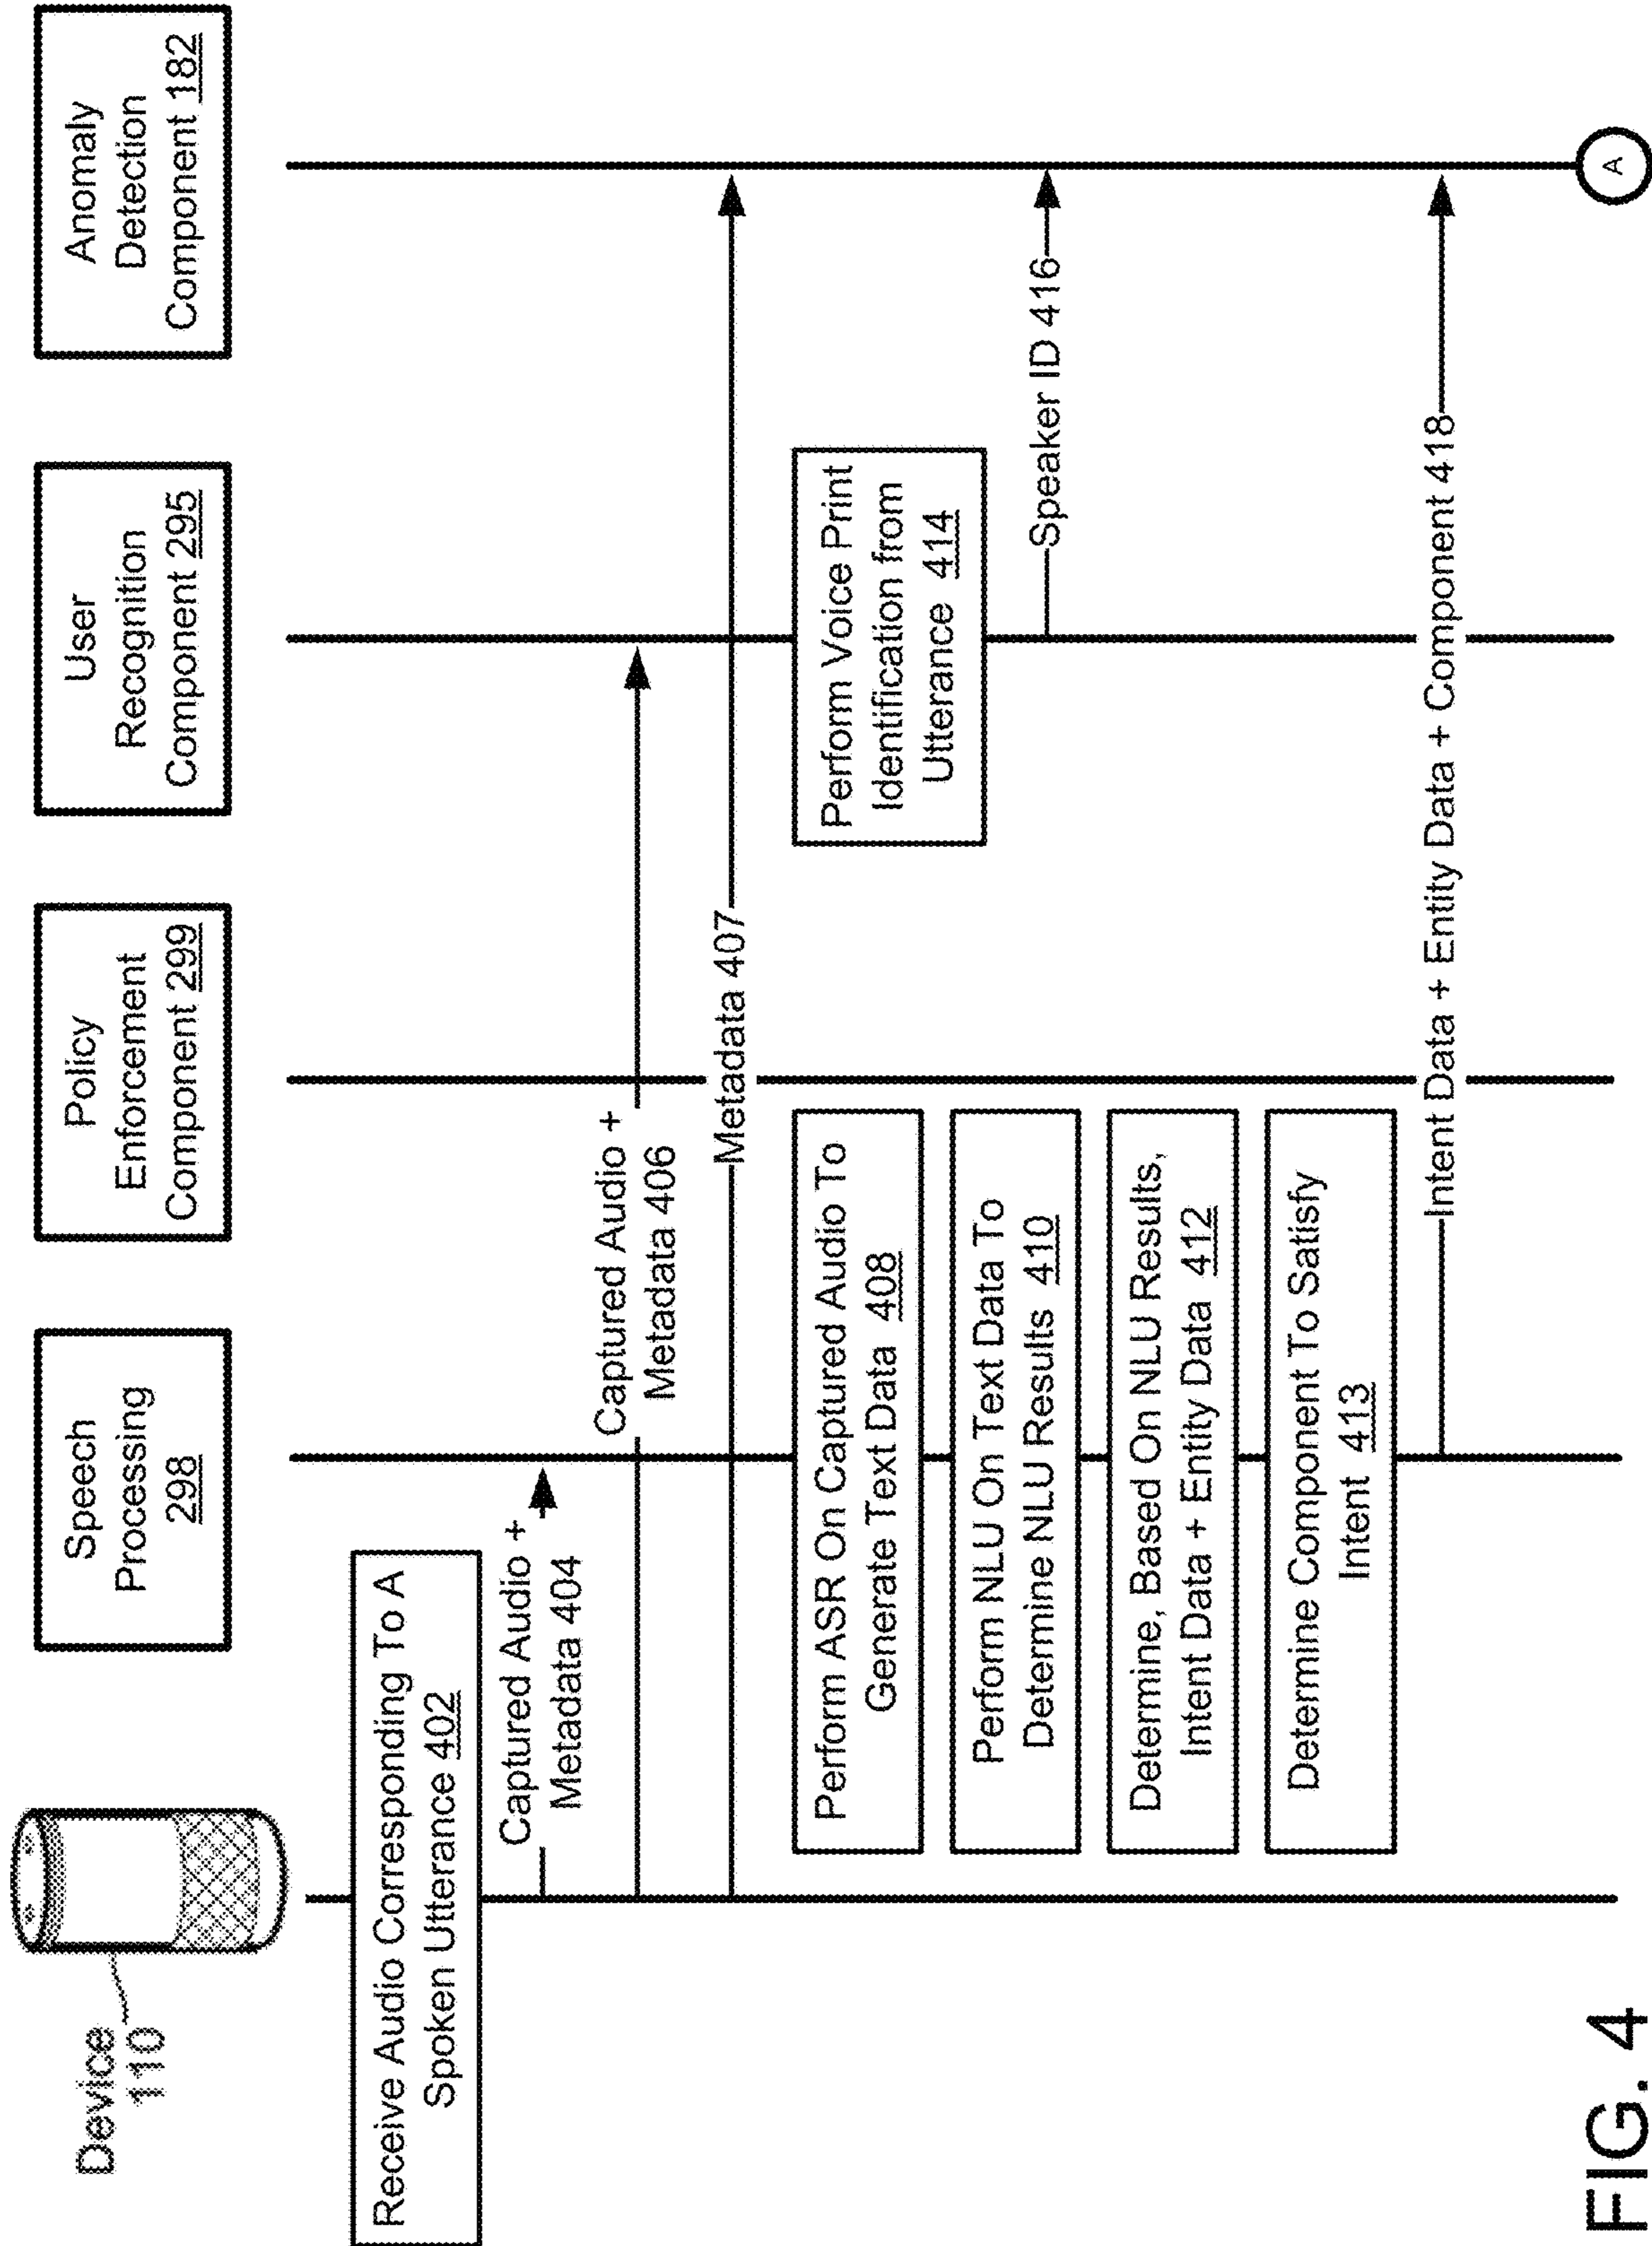 Device
110
Speech
Processing
298
Policy
Enforcement
Component 299
User
Recognition
Component 295
Anomaly
Detection
Component 182
Receive Audio Corresponding To A
Spoken Utterance 402
Captured Audio +
Metadata 404
Captured Audio +
Metadata 406
Metadata 407
Perform ASR On Captured Audio To
Generate Text Data 408
Perform Voice Print
Identification from
Utterance 414
Perform NLU On Text Data To
Determine NLU Results 410
Speaker ID 416
Determine, Based On NLU Results,
Intent Data + Entity Data 412
Determine Component To Satisfy
Intent 413
Intent Data + Entity Data + Component 418
A
FIG. 4